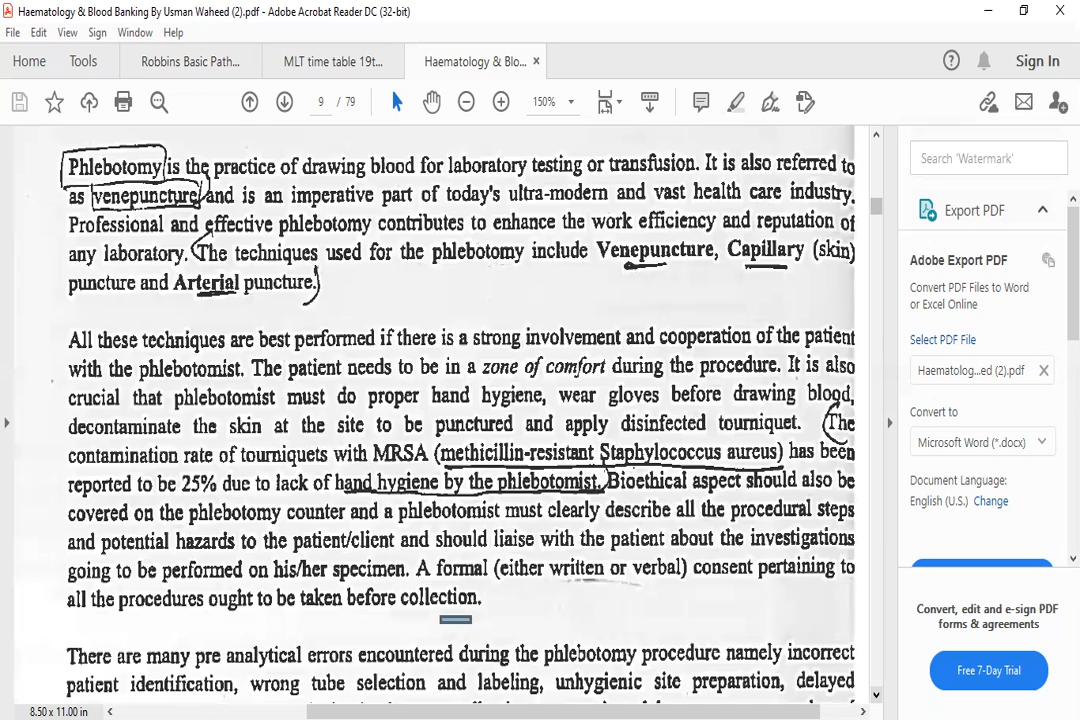 Haematology & Blood Banking By Usman Waheed (2).pdf - Adobe Acrobat Reader DC (32-bit)
File Edit View Sign Window Help
Home Tools Robbins Basic Path... MLT time table 19t... Haematology & Blo... × Sign In
9 / 79 150%
Phlebotomy is the practice of drawing blood for laboratory testing or transfusion. It is also referred to
as venepuncture and is an imperative part of today's ultra-modern and vast health care industry.
Professional and effective phlebotomy contributes to enhance the work efficiency and reputation of
any laboratory. The techniques used for the phlebotomy include Venepuncture, Capillary (skin)
puncture and Arterial puncture.
All these techniques are best performed if there is a strong involvement and cooperation of the patient
with the phlebotomist. The patient needs to be in a zone of comfort during the procedure. It is also
crucial that phlebotomist must do proper hand hygiene, wear gloves before drawing blood,
decontaminate the skin at the site to be punctured and apply disinfected tourniquet. The
contamination rate of tourniquets with MRSA (methicillin-resistant Staphylococcus aureus) has been
reported to be 25% due to lack of hand hygiene by the phlebotomist. Bioethical aspect should also be
covered on the phlebotomy counter and a phlebotomist must clearly describe all the procedural steps
and potential hazards to the patient/client and should liaise with the patient about the investigations
going to be performed on his/her specimen. A formal (either written or verbal) consent pertaining to
all the procedures ought to be taken before collection.
There are many pre analytical errors encountered during the phlebotomy procedure namely incorrect
patient identification, wrong tube selection and labeling, unhygienic site preparation, delayed
8.50 x 11.00 in
Search 'Watermark'
Export PDF
Adobe Export PDF
Convert PDF Files to Word
or Excel Online
Select PDF File
Haematolog...ed (2).pdf
Convert to
Microsoft Word (*.docx)
Document Language:
English (U.S.) Change
Convert, edit and e-sign PDF
forms & agreements
Free 7-Day Trial